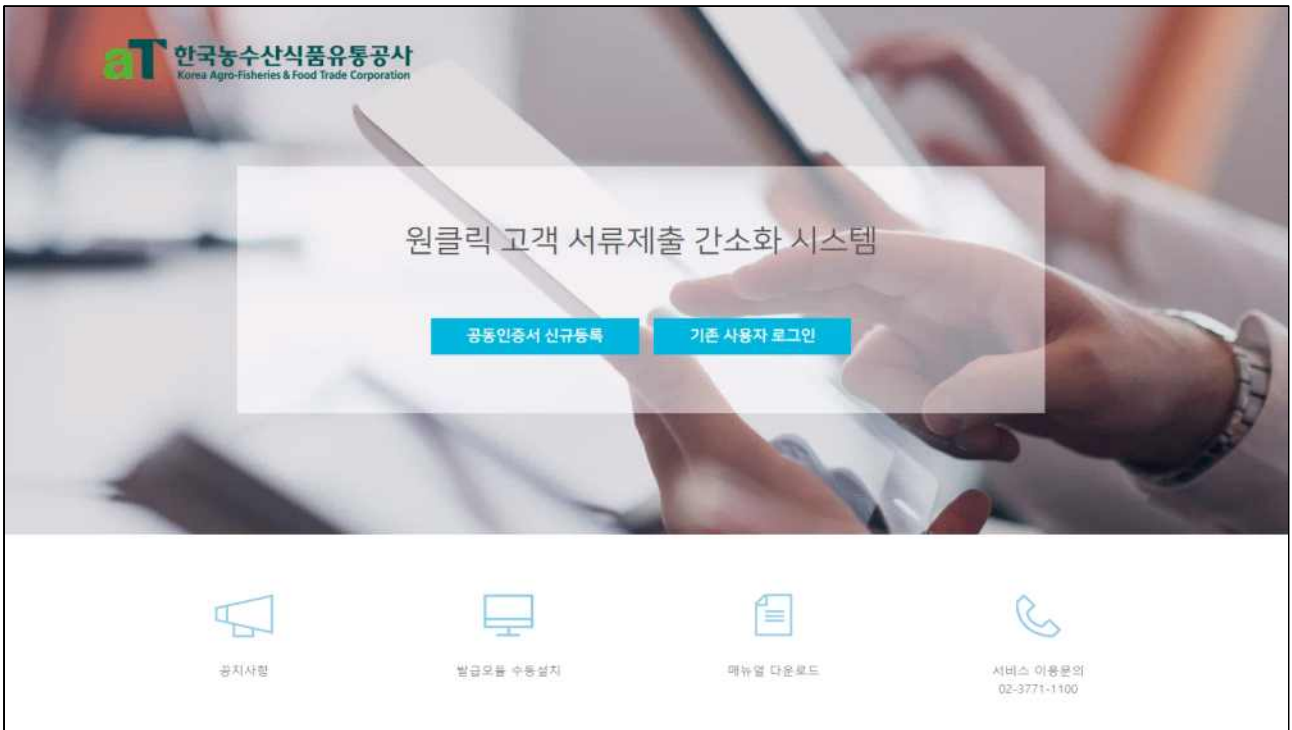 aT 한국농수산식품유통공사
Korea Agro-Fisheries & Food Trade Corporation
원클릭 고객 서류제출 간소화 시스템
공동인증서 신규등록
기존 사용자 로그인
공지사항
발급모듈 수동설치
매뉴얼 다운로드
서비스 이용문의
02-3771-1100